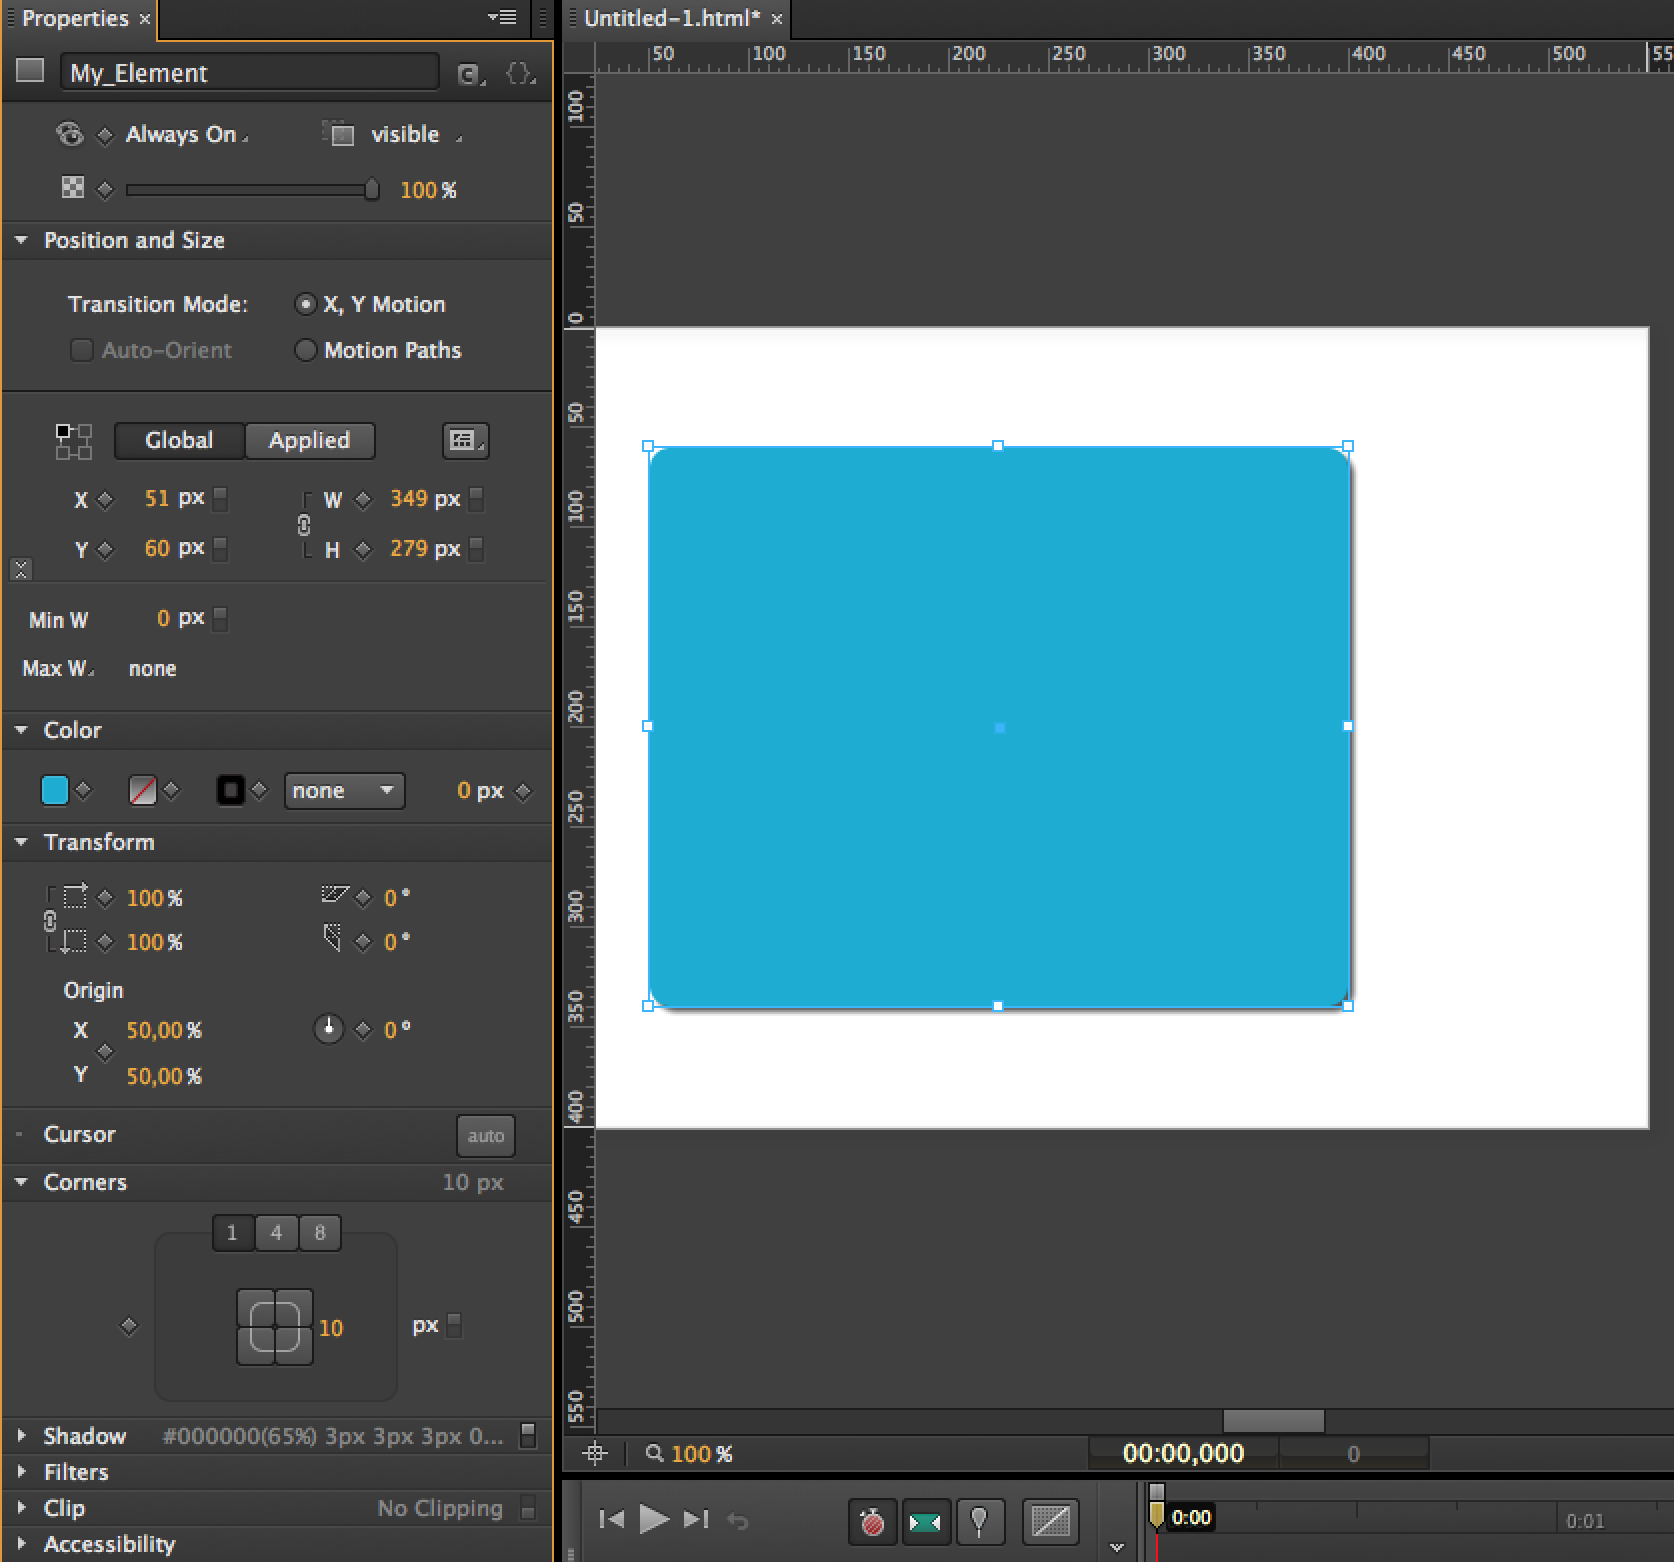 Properties ×
My_Element
C
{}
Always On
visible
100 %
Position and Size
Transition Mode:
X, Y Motion
Auto-Orient
Motion Paths
Global
Applied
X 51 px
W 349 px
Y 60 px
H 279 px
Min W 0 px
Max W none
Color
none
0 px
Transform
100 %
0 °
100 %
0 °
Origin
X 50,00 %
0 °
Y 50,00 %
Cursor
auto
Corners
10 px
1 4 8
10
px
Shadow #000000(65%) 3px 3px 3px 0...
Filters
Clip No Clipping
Accessibility
Untitled-1.html* ×
50 100 150 200 250 300 350 400 450 500 55
100
50
0
50
100
150
200
250
300
350
400
450
500
550
100 %
00:00,000
0
0:00
0:01